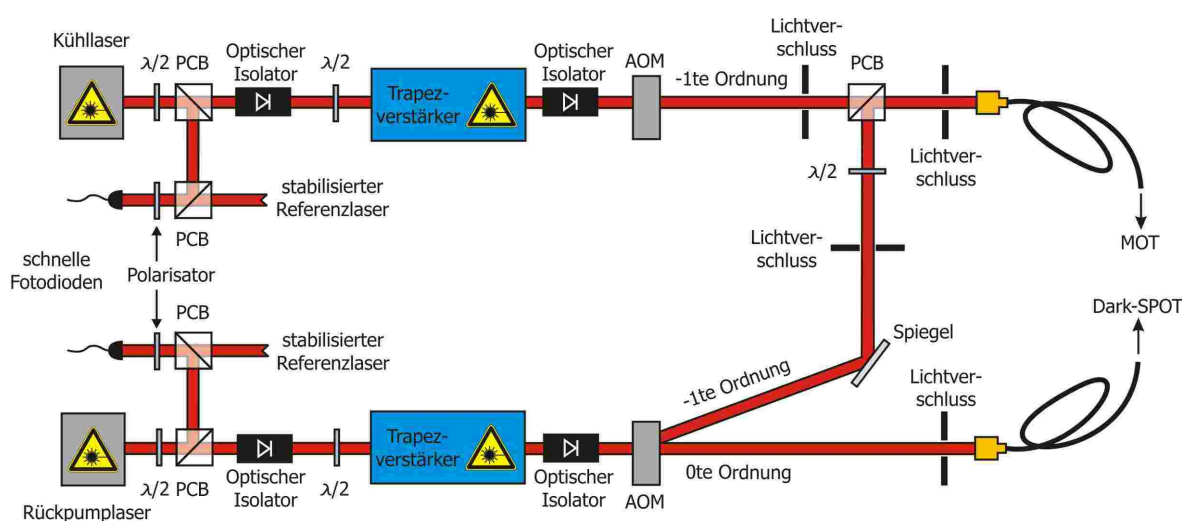 Kühllaser
λ/2
PCB
Optischer
Isolator
λ/2
Trapez-
verstärker
Optischer
Isolator
AOM
-1te Ordnung
Lichtver-
schluss
PCB
Lichtver-
schluss
λ/2
stabilisierter
Referenzlaser
PCB
MOT
schnelle
Fotodioden
Polarisator
Lichtver-
schluss
PCB
stabilisierter
Referenzlaser
Dark-SPOT
Spiegel
-1te Ordnung
Lichtver-
schluss
Trapez-
verstärker
0te Ordnung
Rückpumplaser
λ/2
PCB
Optischer
Isolator
λ/2
Optischer
Isolator
AOM